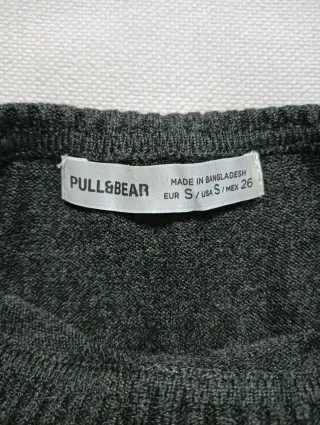 PULL&BEAR
MADE IN BANGLADESH
EUR S / USA S / MEX 26